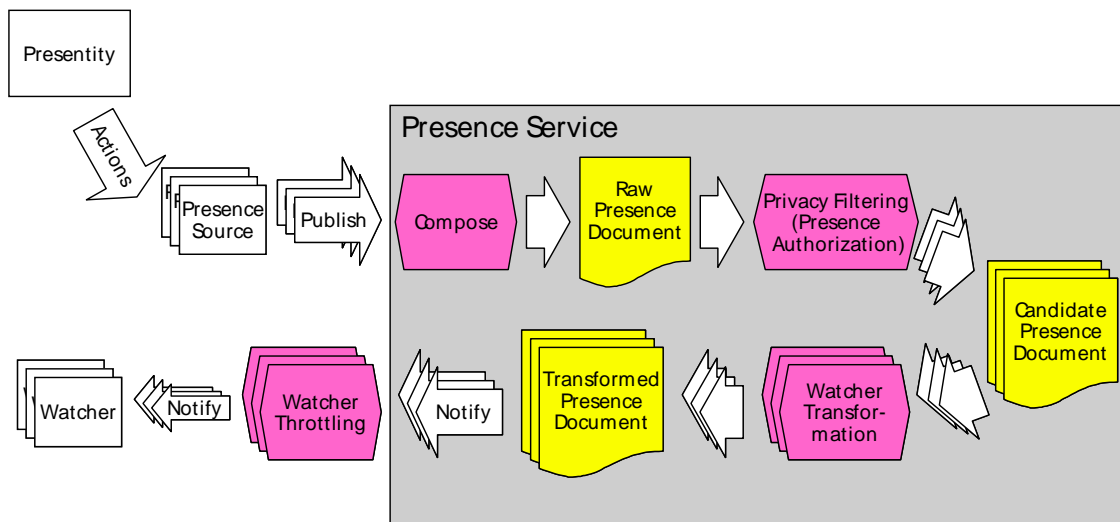 Presentity
Actions
Presence Service
Presence
Source
Publish
Compose
Raw
Presence
Document
Privacy Filtering
(Presence
Authorization)
Candidate
Presence
Document
Watcher
Transfor-
mation
Transformed
Presence
Document
Notify
Watcher
Throttling
Notify
Watcher